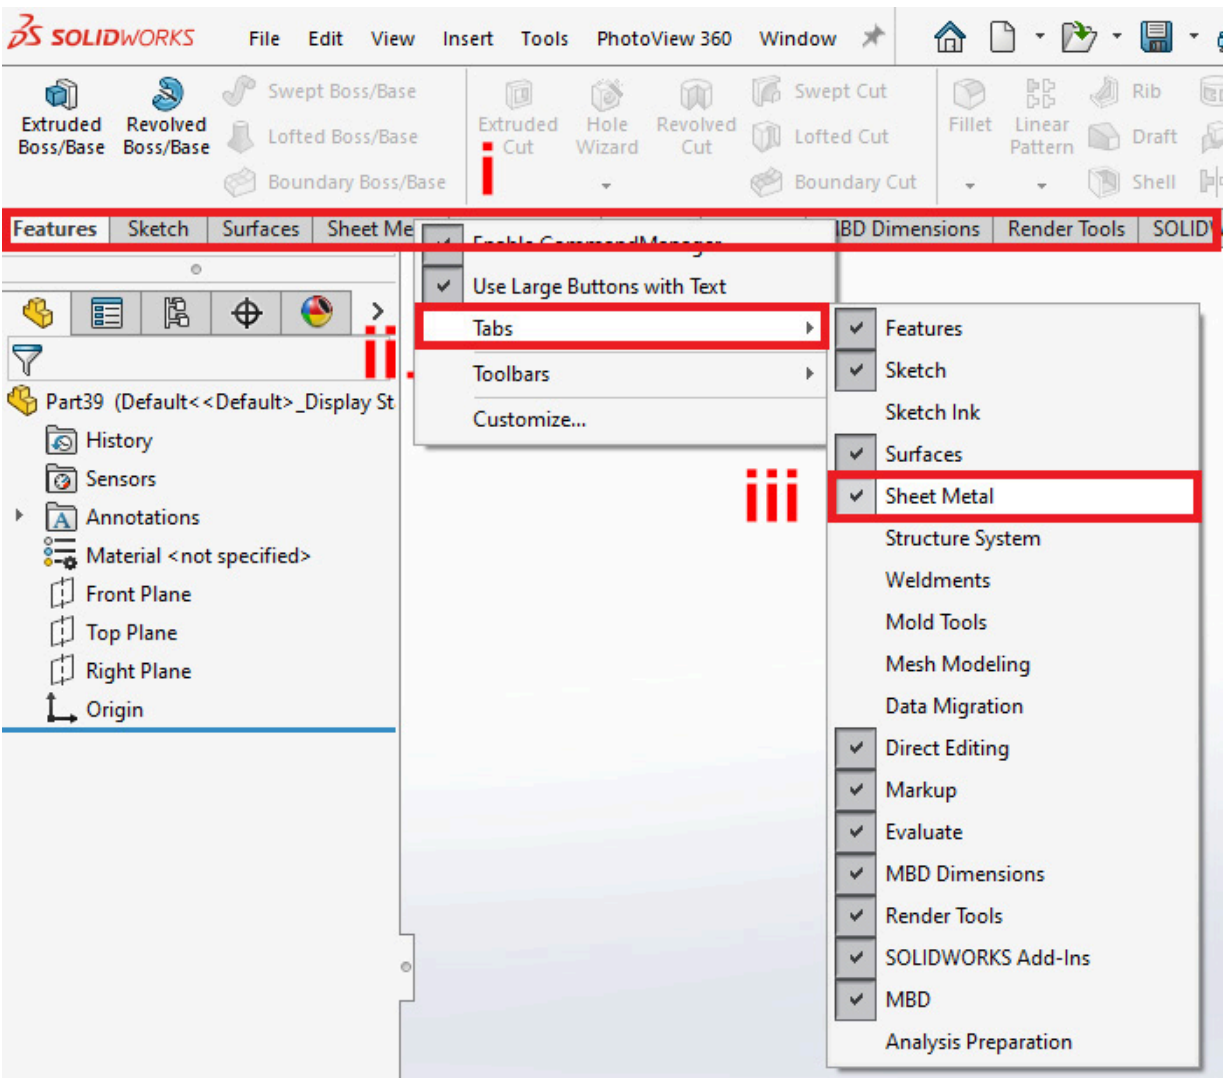 SOLIDWORKS File Edit View Insert Tools PhotoView 360 Window
Extruded Boss/Base
Revolved Boss/Base
Swept Boss/Base
Lofted Boss/Base
Boundary Boss/Base
Extruded Cut
Hole Wizard
Revolved Cut
Swept Cut
Lofted Cut
Boundary Cut
Fillet
Linear Pattern
Rib
Draft
Shell
i
Features Sketch Surfaces Sheet Me BD Dimensions Render Tools SOLIDW
Enable CommandManager
Use Large Buttons with Text
ii.
Tabs
Toolbars
Customize...
Part39 (Default<<Default>_Display St
History
Sensors
Annotations
Material <not specified>
Front Plane
Top Plane
Right Plane
Origin
iii
Features
Sketch
Sketch Ink
Surfaces
Sheet Metal
Structure System
Weldments
Mold Tools
Mesh Modeling
Data Migration
Direct Editing
Markup
Evaluate
MBD Dimensions
Render Tools
SOLIDWORKS Add-Ins
MBD
Analysis Preparation